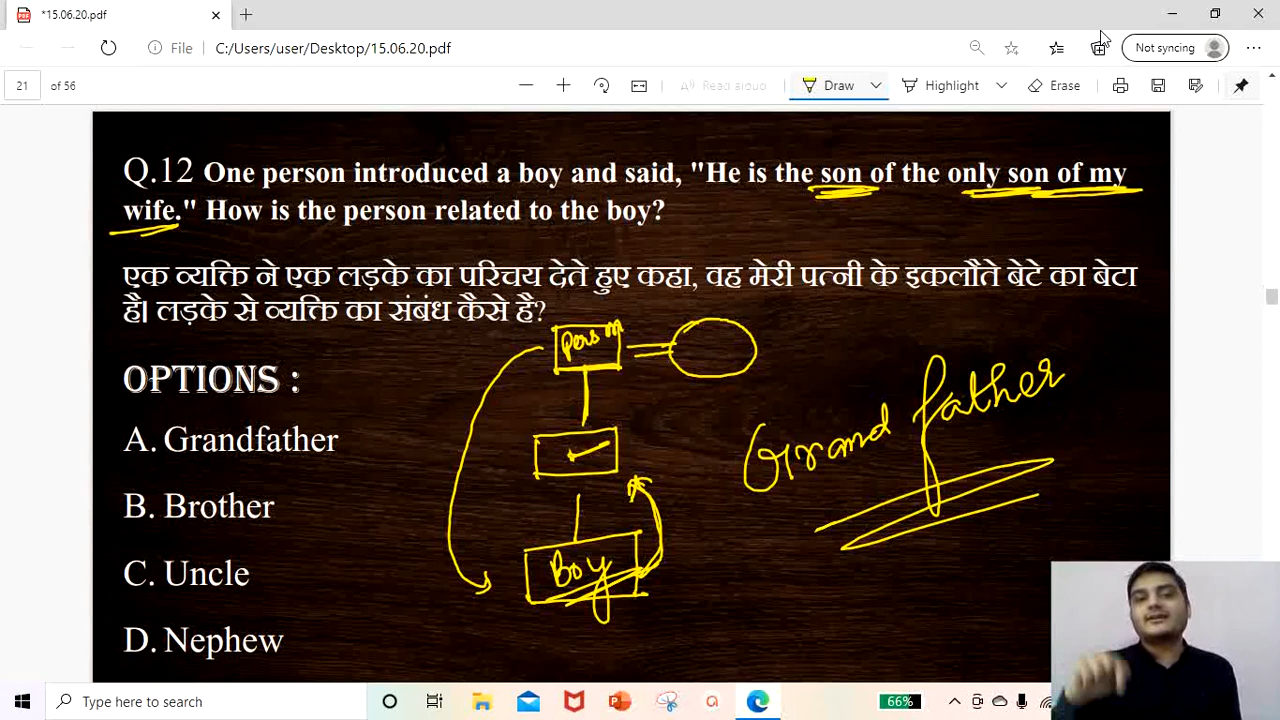 *15.06.20.pdf
File C:/Users/user/Desktop/15.06.20.pdf
Not syncing
21 of 56
Read aloud
Draw
Highlight
Erase
Q.12 One person introduced a boy and said, "He is the son of the only son of my
wife." How is the person related to the boy?
एक व्यक्ति ने एक लड़के का परिचय देते हुए कहा, वह मेरी पत्नी के इकलौते बेटे का बेटा
है। लड़के से व्यक्ति का संबंध कैसे है?
person
OPTIONS :
A. Grandfather
Grand father
B. Brother
Boy
C. Uncle
D. Nephew
Type here to search
66%